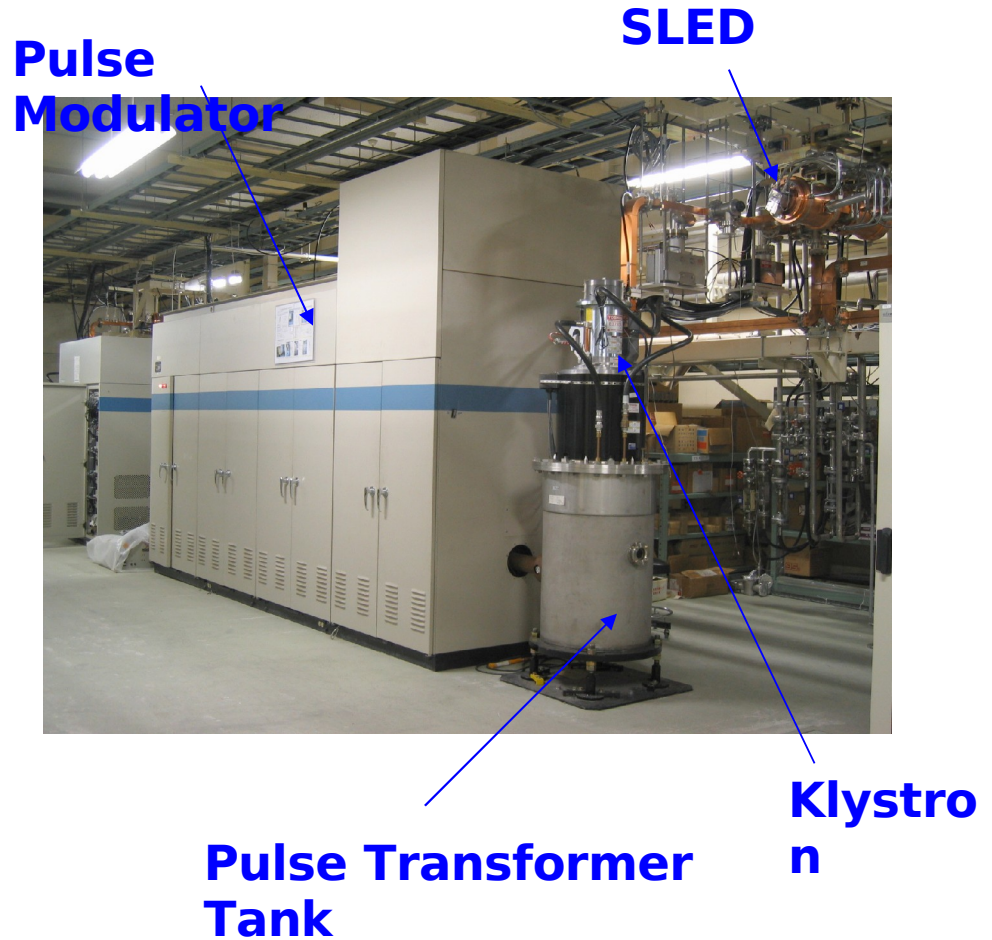 SLED
Pulse
Modulator
Klystro
n
Pulse Transformer
Tank